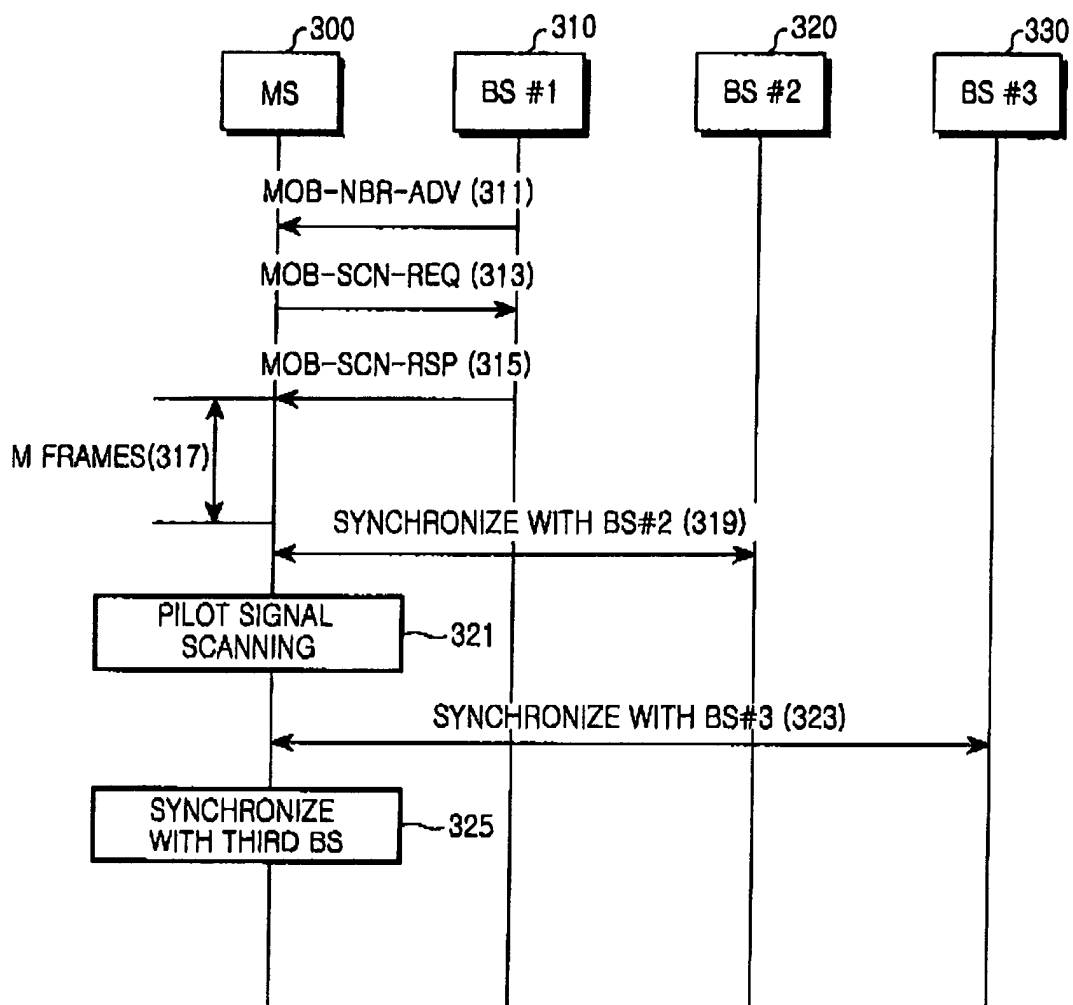 300
310
320
330
MS
BS #1
BS #2
BS #3
MOB-NBR-ADV (311)
MOB-SCN-REQ (313)
MOB-SCN-RSP (315)
M FRAMES(317)
SYNCHRONIZE WITH BS#2 (319)
PILOT SIGNAL
SCANNING
321
SYNCHRONIZE WITH BS#3 (323)
SYNCHRONIZE
WITH THIRD BS
325